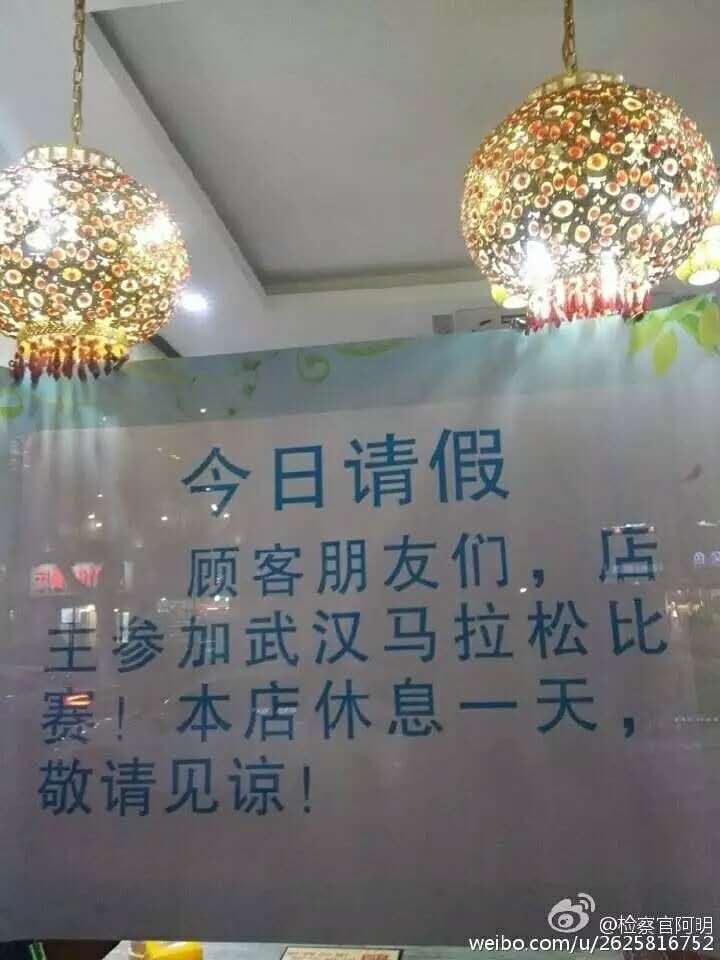 今日请假
顾客朋友们，店
主参加武汉马拉松比
赛！本店休息一天，
敬请见谅！
@检察官阿明
weibo.com/u/2625816752